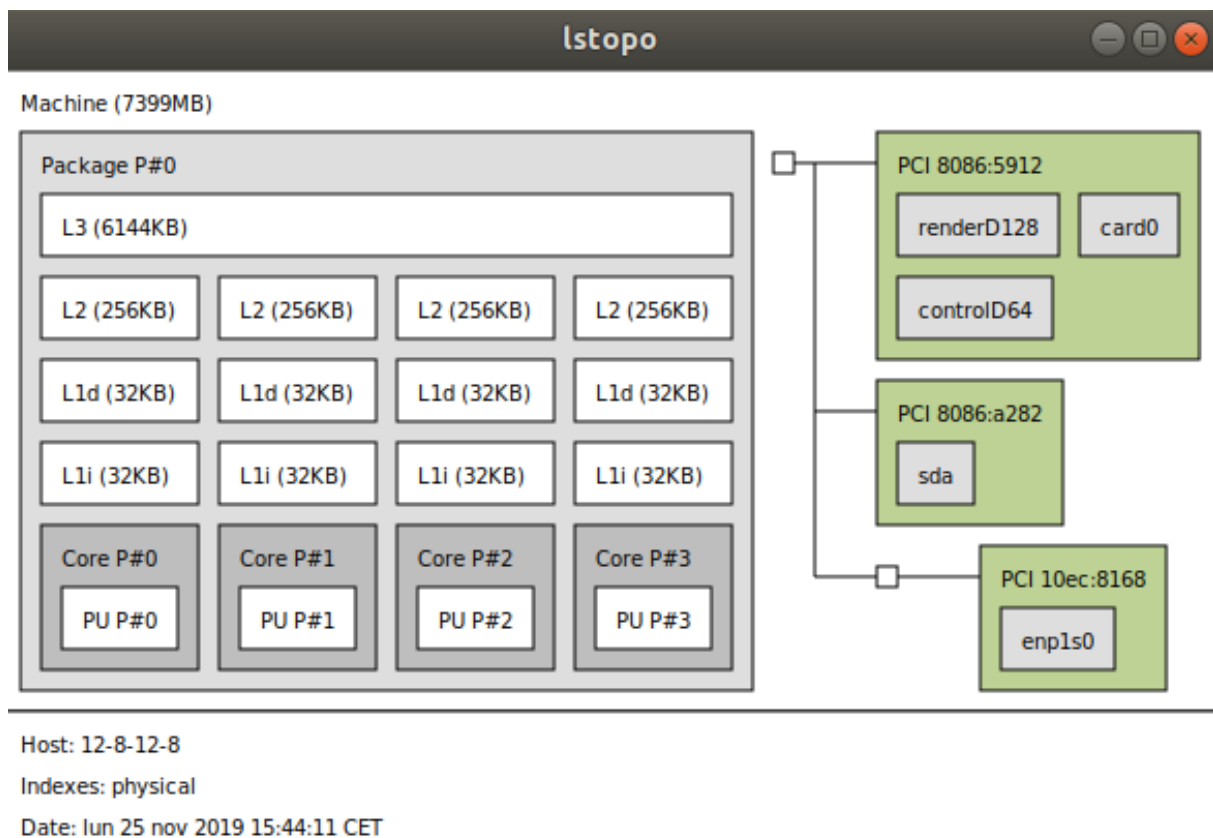 lstopo
Machine (7399MB)
Package P#0
L3 (6144KB)
L2 (256KB) L2 (256KB) L2 (256KB) L2 (256KB)
L1d (32KB) L1d (32KB) L1d (32KB) L1d (32KB)
L1i (32KB) L1i (32KB) L1i (32KB) L1i (32KB)
Core P#0 Core P#1 Core P#2 Core P#3
PU P#0 PU P#1 PU P#2 PU P#3
PCI 8086:5912
renderD128 card0
controlD64
PCI 8086:a282
sda
PCI 10ec:8168
enp1s0
Host: 12-8-12-8
Indexes: physical
Date: lun 25 nov 2019 15:44:11 CET